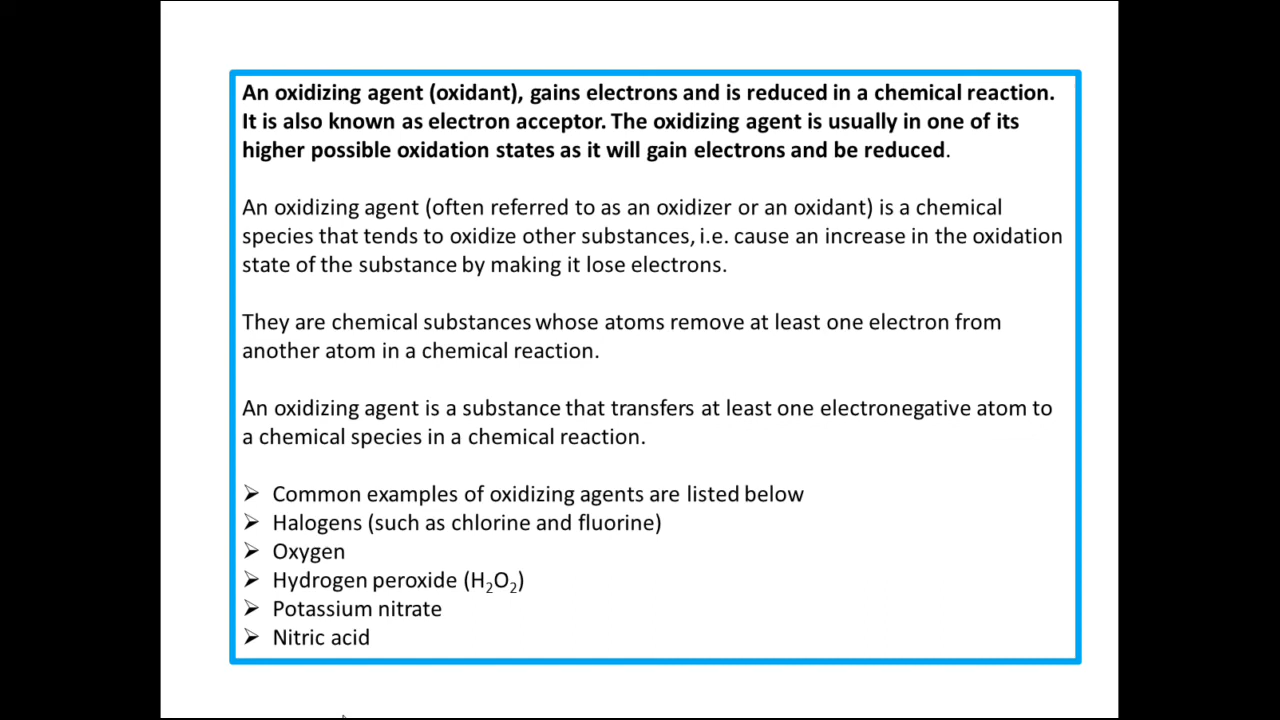 An oxidizing agent (oxidant), gains electrons and is reduced in a chemical reaction.
It is also known as electron acceptor. The oxidizing agent is usually in one of its
higher possible oxidation states as it will gain electrons and be reduced.
An oxidizing agent (often referred to as an oxidizer or an oxidant) is a chemical
species that tends to oxidize other substances, i.e. cause an increase in the oxidation
state of the substance by making it lose electrons.
They are chemical substances whose atoms remove at least one electron from
another atom in a chemical reaction.
An oxidizing agent is a substance that transfers at least one electronegative atom to
a chemical species in a chemical reaction.
➢ Common examples of oxidizing agents are listed below
➢ Halogens (such as chlorine and fluorine)
➢ Oxygen
➢ Hydrogen peroxide (H₂O₂)
➢ Potassium nitrate
➢ Nitric acid